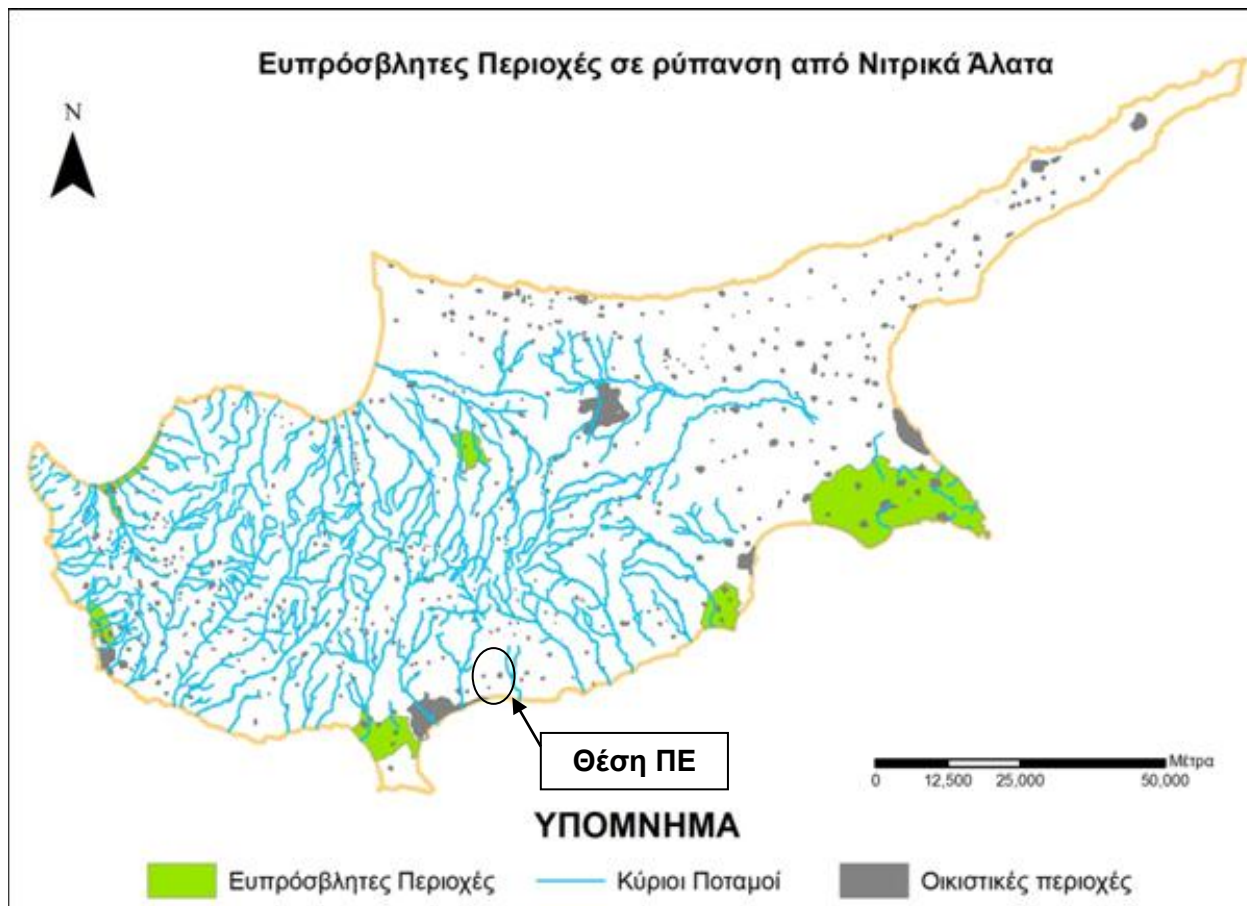 Ευπρόσβλητες Περιοχές σε ρύπανση από Νιτρικά Άλατα
N
Θέση ΠΕ
Μέτρα
0 12,500 25,000 50,000
ΥΠΟΜΝΗΜΑ
Ευπρόσβλητες Περιοχές Κύριοι Ποταμοί Οικιστικές περιοχές